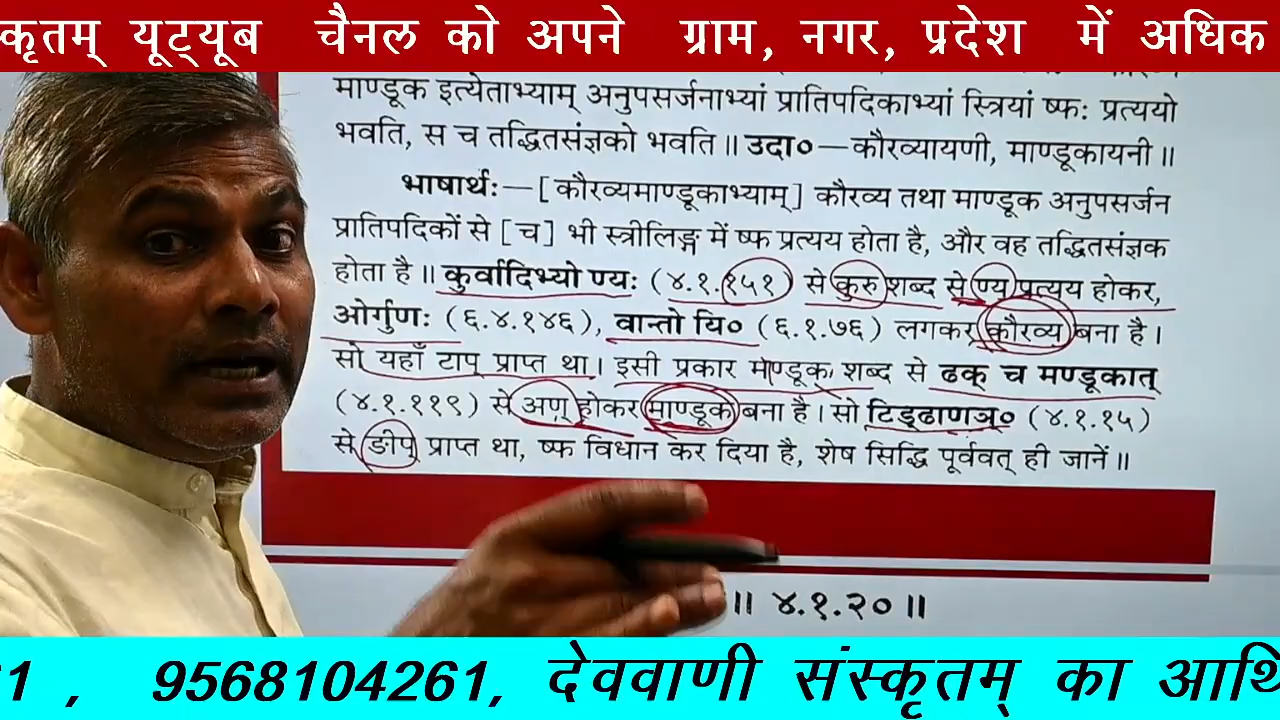 कृतम् यूट्यूब चैनल को अपने ग्राम, नगर, प्रदेश में अधिक
माण्डूक इत्येताभ्याम् अनुपसर्जनाभ्यां प्रातिपदिकाभ्यां स्त्रियां ष्फः प्रत्ययो
भवति, स च तद्धितसंज्ञको भवति॥ उदा०—कौरव्यायणी, माण्डूकायनी॥
भाषार्थः—[कौरव्यमाण्डूकाभ्याम्] कौरव्य तथा माण्डूक अनुपसर्जन
प्रातिपदिकों से [च] भी स्त्रीलिङ्ग में ष्फ प्रत्यय होता है, और वह तद्धितसंज्ञक
होता है॥ कुर्वादिभ्यो ण्यः (४.१.१५१) से कुरु शब्द से ण्य प्रत्यय होकर,
ओर्गुणः (६.४.१४६), वान्तो यि० (६.१.७६) लगकर कौरव्य बना है।
सो यहाँ टाप् प्राप्त था। इसी प्रकार मण्डूक शब्द से ढक् च मण्डूकात्
(४.१.११९) से अण् होकर माण्डूक बना है। सो टिड्ढाणञ्० (४.१.१५)
से ङीप् प्राप्त था, ष्फ विधान कर दिया है, शेष सिद्धि पूर्ववत् ही जानें॥
॥ ४.१.२०॥
1 , 9568104261, देववाणी संस्कृतम् का आर्थि